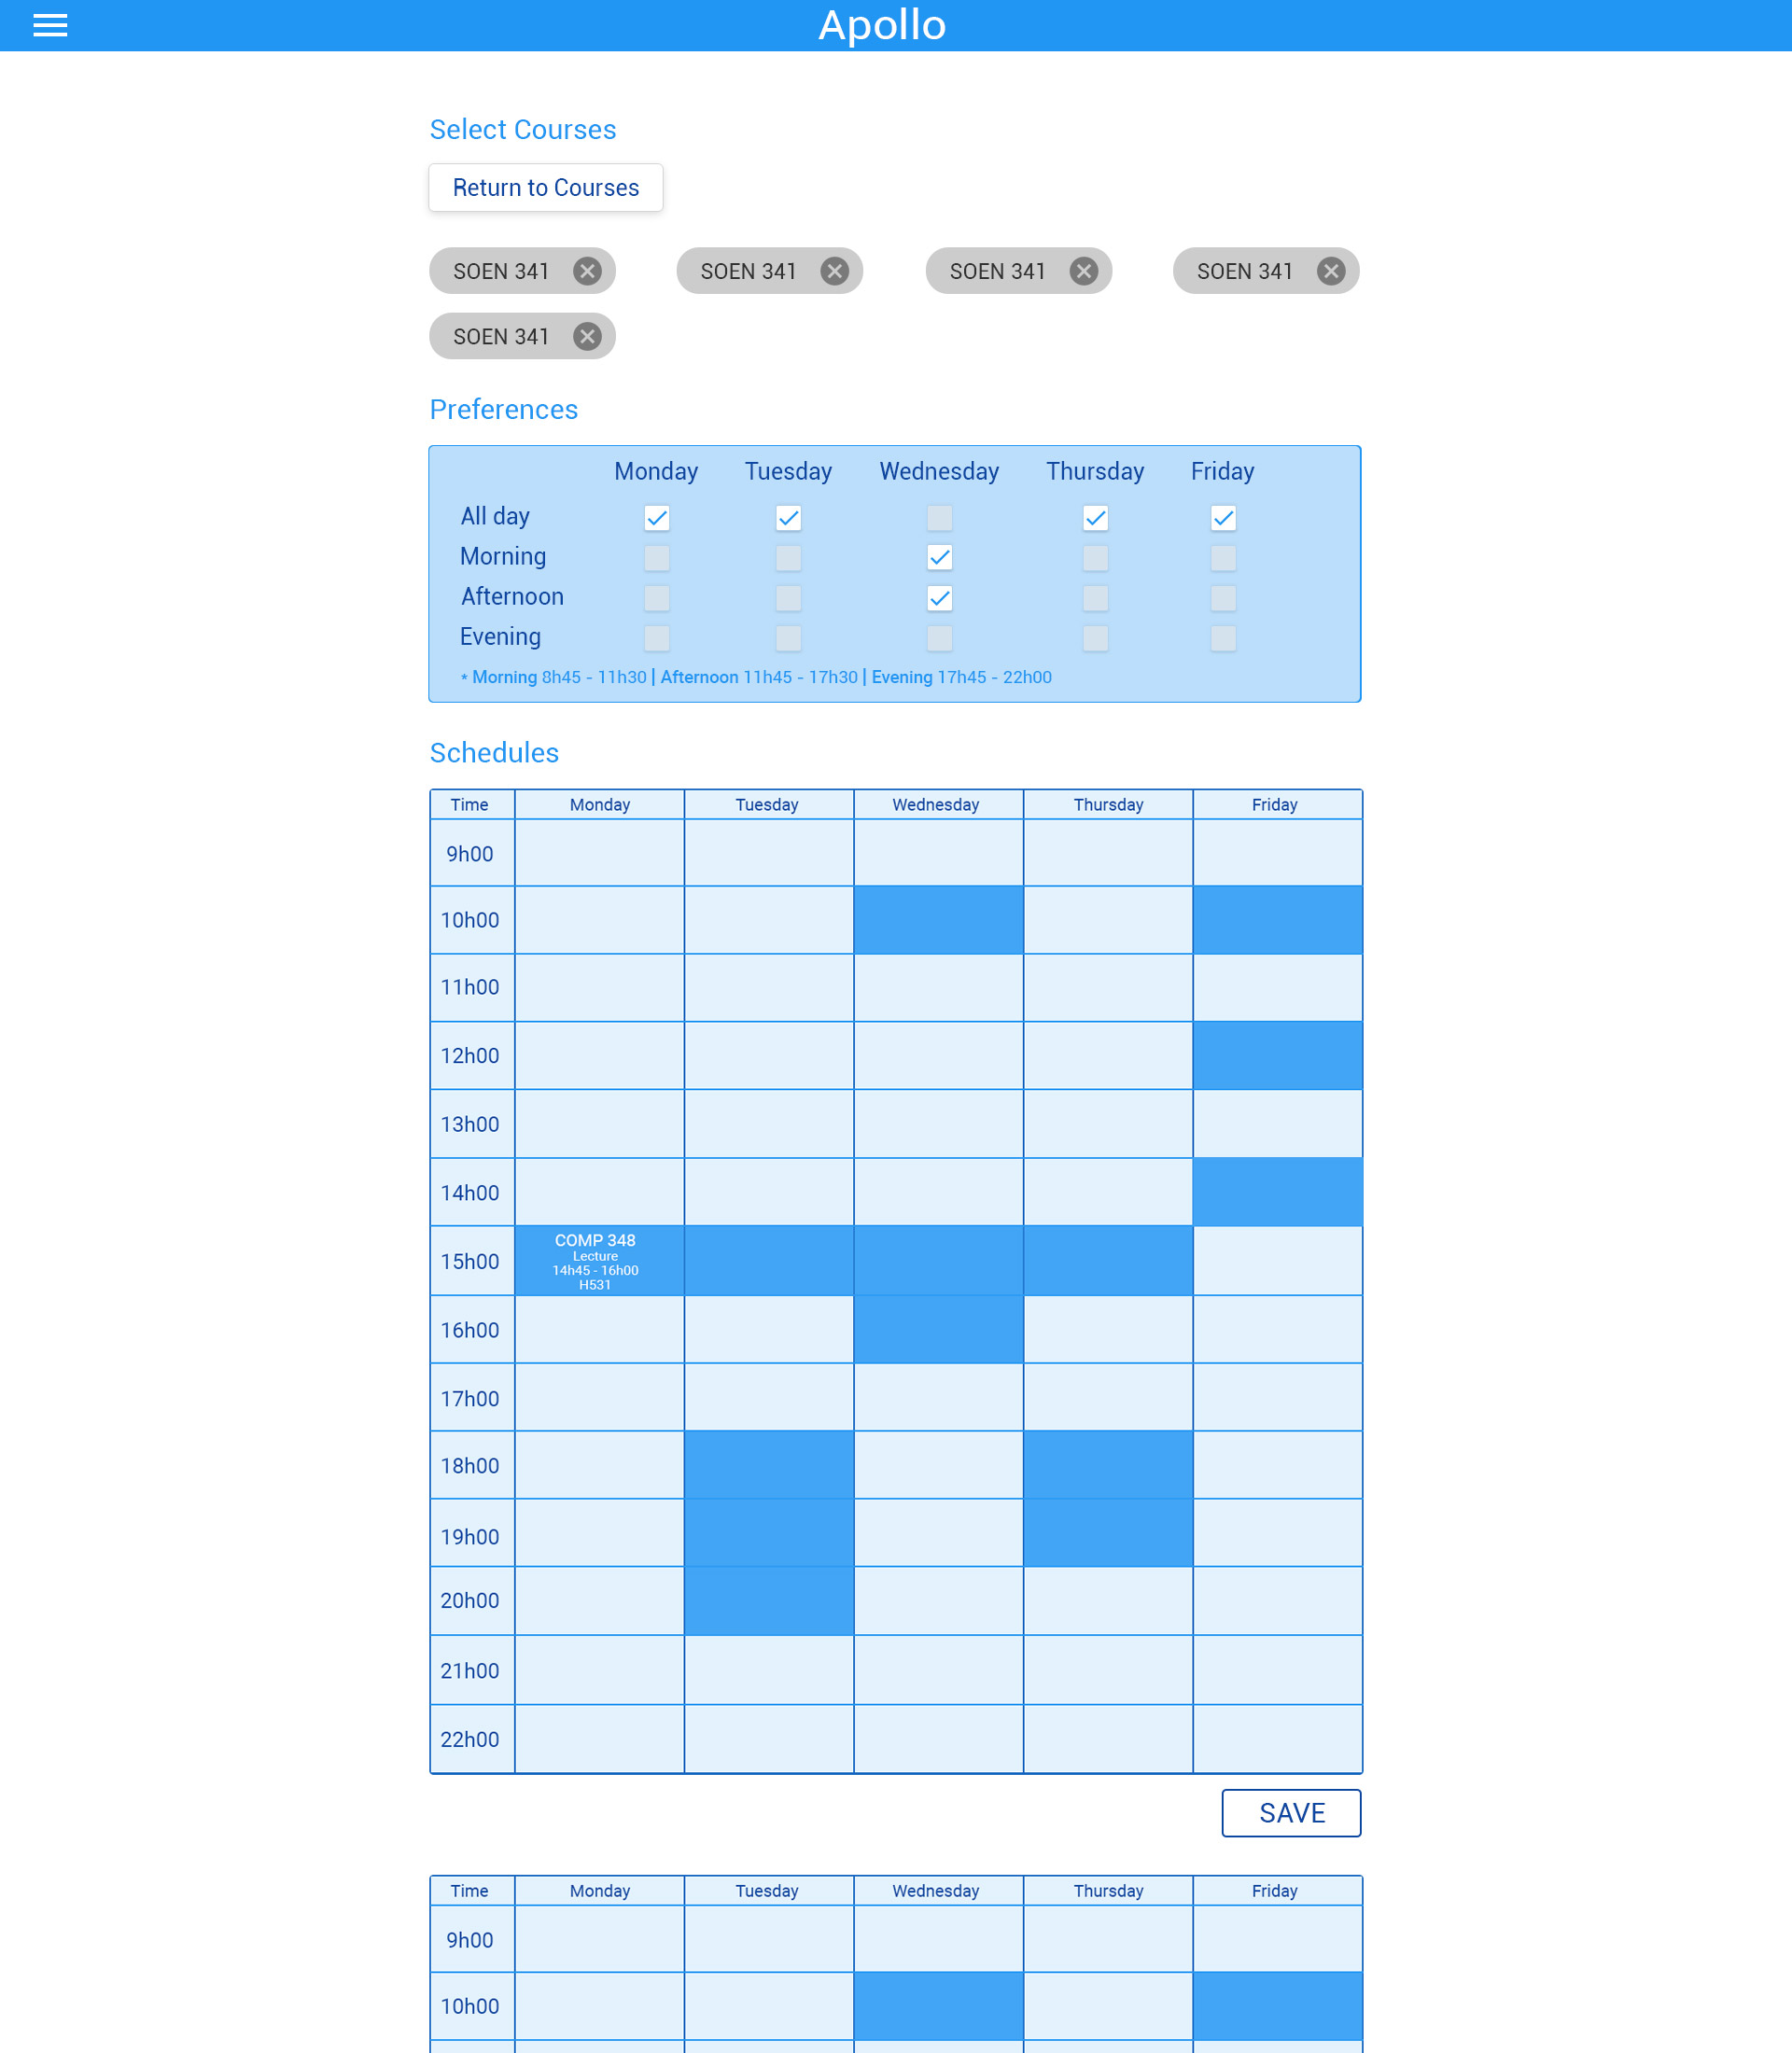 Apollo
Select Courses
Return to Courses
SOEN 341 SOEN 341 SOEN 341 SOEN 341
SOEN 341
Preferences
Monday Tuesday Wednesday Thursday Friday
All day
Morning
Afternoon
Evening
* Morning 8h45 - 11h30 | Afternoon 11h45 - 17h30 | Evening 17h45 - 22h00
Schedules
Time Monday Tuesday Wednesday Thursday Friday
9h00
10h00
11h00
12h00
13h00
14h00
15h00
COMP 348
Lecture
14h45 - 16h00
H531
16h00
17h00
18h00
19h00
20h00
21h00
22h00
SAVE
Time Monday Tuesday Wednesday Thursday Friday
9h00
10h00